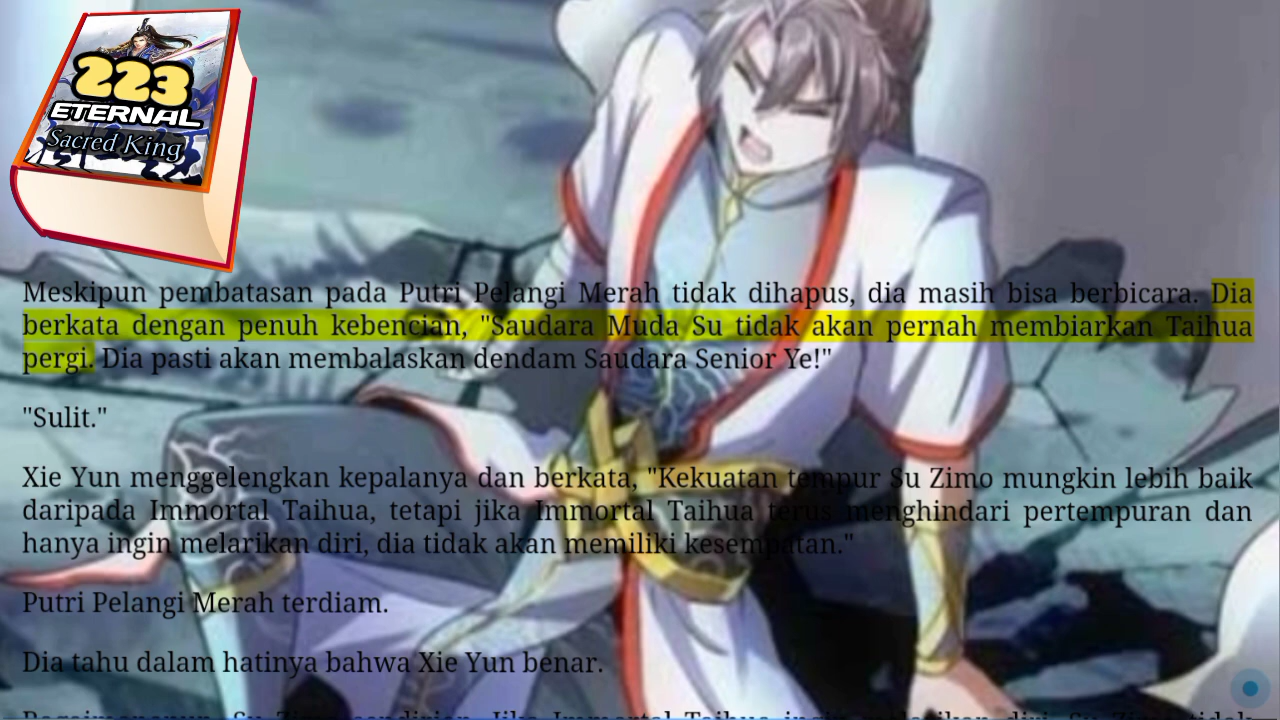 223
ETERNAL
Sacred King
Meskipun pembatasan pada Putri Pelangi Merah tidak dihapus, dia masih bisa berbicara. Dia
berkata dengan penuh kebencian, "Saudara Muda Su tidak akan pernah membiarkan Taihua
pergi. Dia pasti akan membalaskan dendam Saudara Senior Ye!"
"Sulit."
Xie Yun menggelengkan kepalanya dan berkata, "Kekuatan tempur Su Zimo mungkin lebih baik
daripada Immortal Taihua, tetapi jika Immortal Taihua terus menghindari pertempuran dan
hanya ingin melarikan diri, dia tidak akan memiliki kesempatan."
Putri Pelangi Merah terdiam.
Dia tahu dalam hatinya bahwa Xie Yun benar.